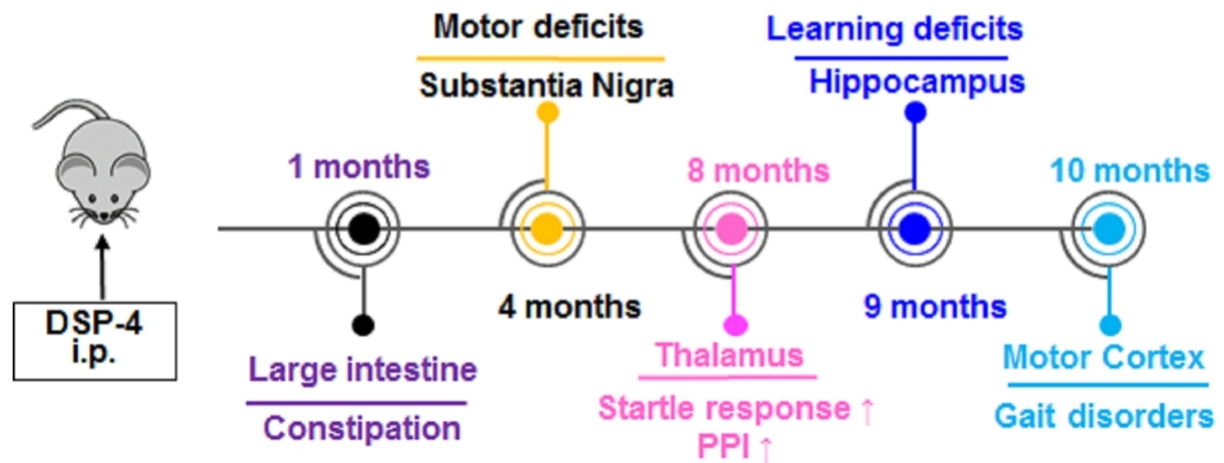 Motor deficits
Substantia Nigra
Learning deficits
Hippocampus
1 months
8 months
10 months
4 months
9 months
DSP-4
i.p.
Large intestine
Constipation
Thalamus
Startle response ↑
PPI ↑
Motor Cortex
Gait disorders